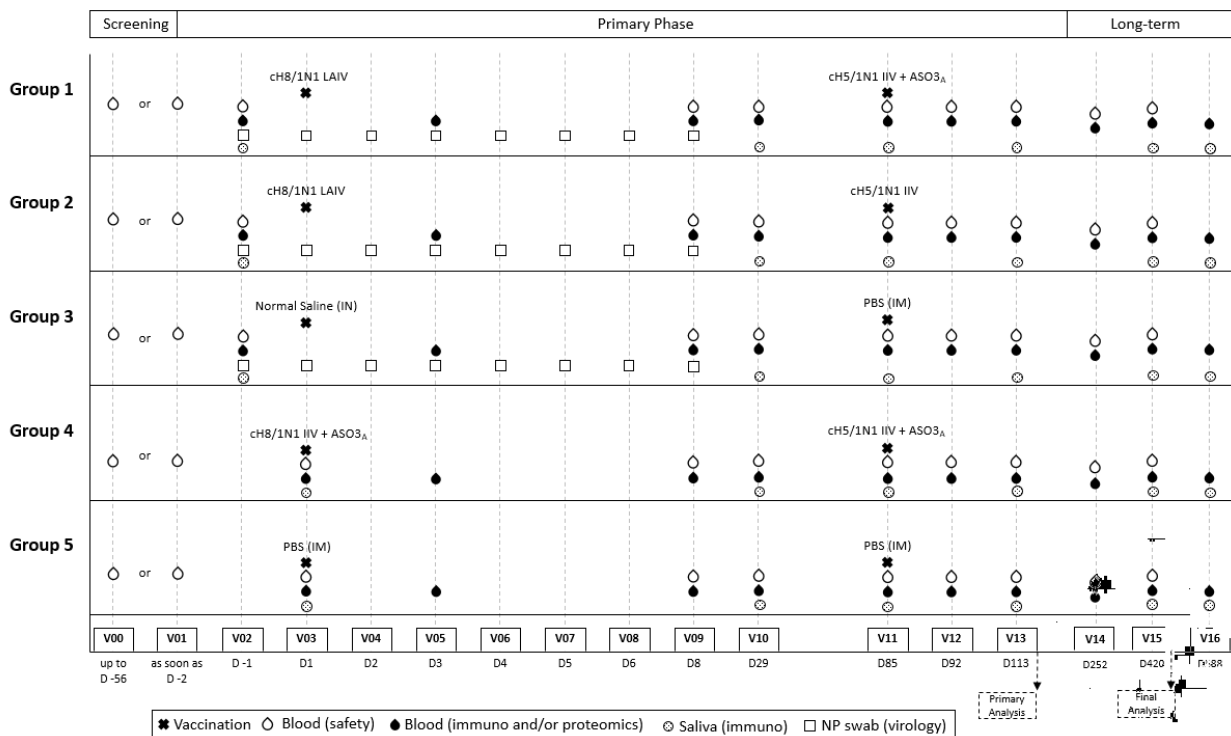 Screening Primary Phase Long-term
Group 1
cH8/1N1 LAIV cH5/1N1 IIV + ASO3A
or
Group 2
cH8/1N1 LAIV cH5/1N1 IIV
or
Group 3
Normal Saline (IN) PBS (IM)
or
Group 4
cH8/1N1 IIV + ASO3A cH5/1N1 IIV + ASO3A
or
Group 5
PBS (IM) PBS (IM)
or
V00 V01 V02 V03 V04 V05 V06 V07 V08 V09 V10 V11 V12 V13 V14 V15 V16
up to as soon as D -1 D1 D2 D3 D4 D5 D6 D8 D29 D85 D92 D113 D252 D420
D -56 D -2
Primary Final
Analysis Analysis
Vaccination Blood (safety) Blood (immuno and/or proteomics) Saliva (immuno) NP swab (virology)